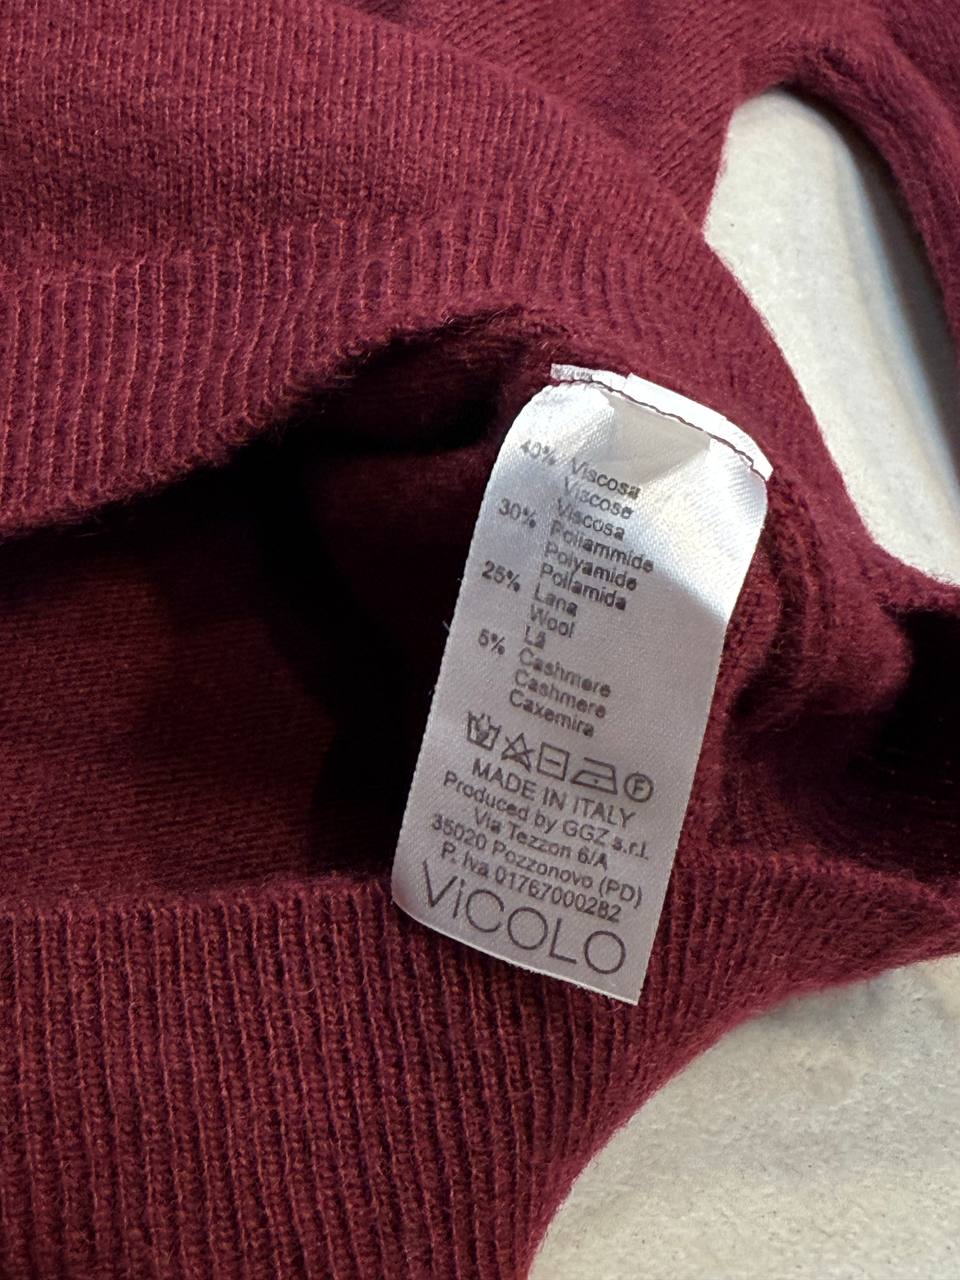 40% Viscosa
Viscose
Viscosa
30% Poliammide
Polyamide
Poliamida
25% Lana
Wool
Lã
5% Cashmere
Cashmere
Caxemira
MADE IN ITALY
Produced by GGZ s.r.l.
Via Tezzon 6/A
35020 Pozzonovo (PD)
P. Iva 01767000282
ViCOLO